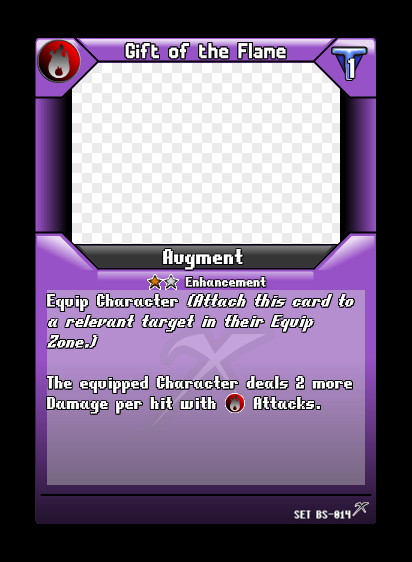 Gift of the Flame
1
Augment
Enhancement
Equip Character (Attach this card to
a relevant target in their Equip
Zone.)
The equipped Character deals 2 more
Damage per hit with Attacks.
SET BS-014